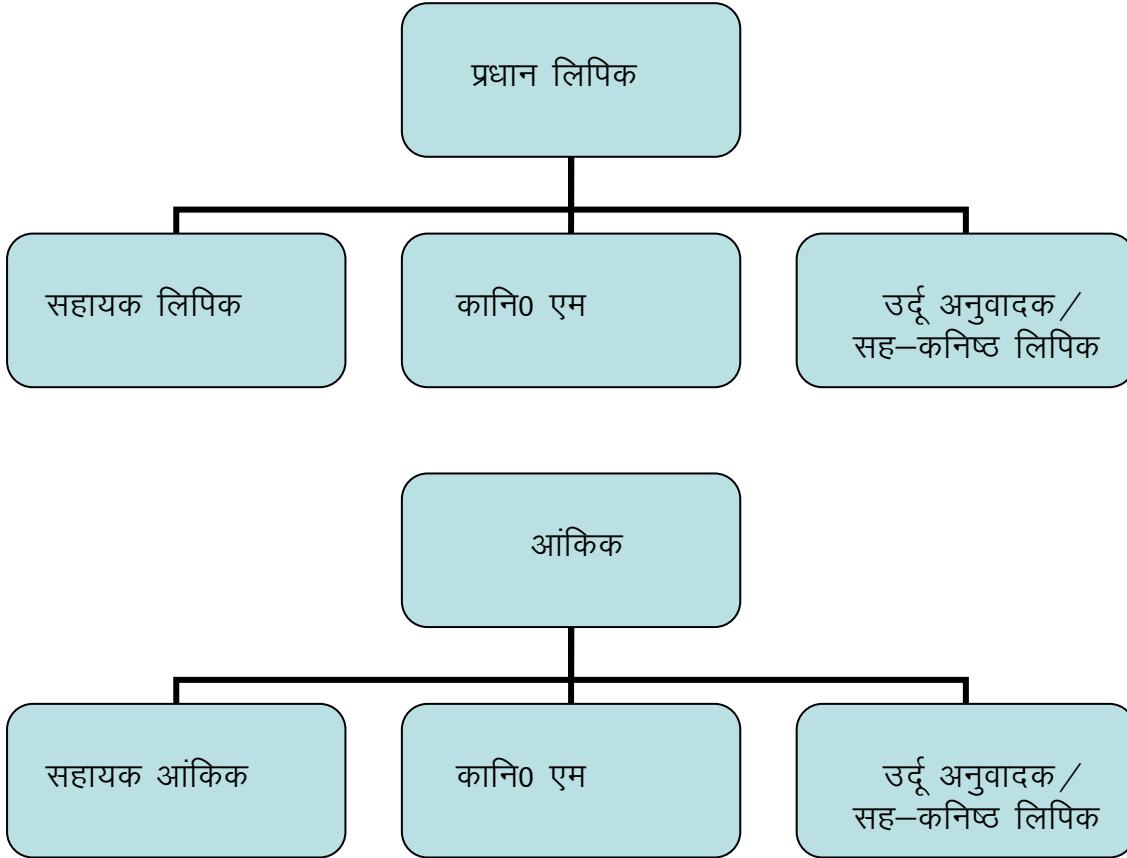 प्रधान लिपिक
सहायक लिपिक
कानि0 एम
उर्दू अनुवादक /
सह–कनिष्ठ लिपिक
आंकिक
सहायक आंकिक
कानि0 एम
उर्दू अनुवादक /
सह–कनिष्ठ लिपिक